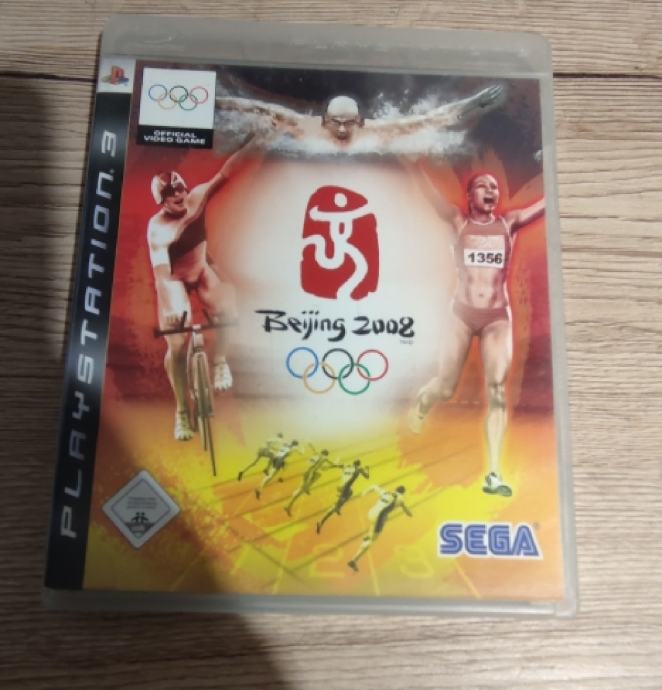 PLAYSTATION 3
OFFICIAL
VIDEO GAME
1356
Beijing 2008
SEGA